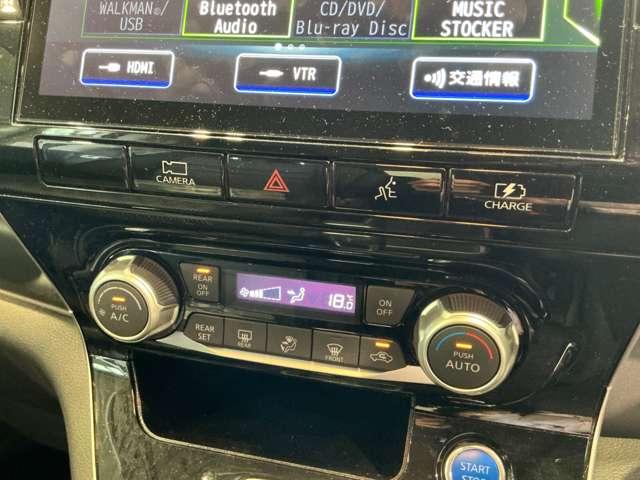 WALKMAN®/
USB
Bluetooth
Audio
CD/DVD/
Blu-ray Disc
MUSIC
STOCKER
HDMI
VTR
交通情報
CAMERA
CHARGE
PUSH
A/C
REAR
ON
OFF
18.0
℃
ON
OFF
PUSH
AUTO
REAR
SET
REAR
FRONT
START
STOP